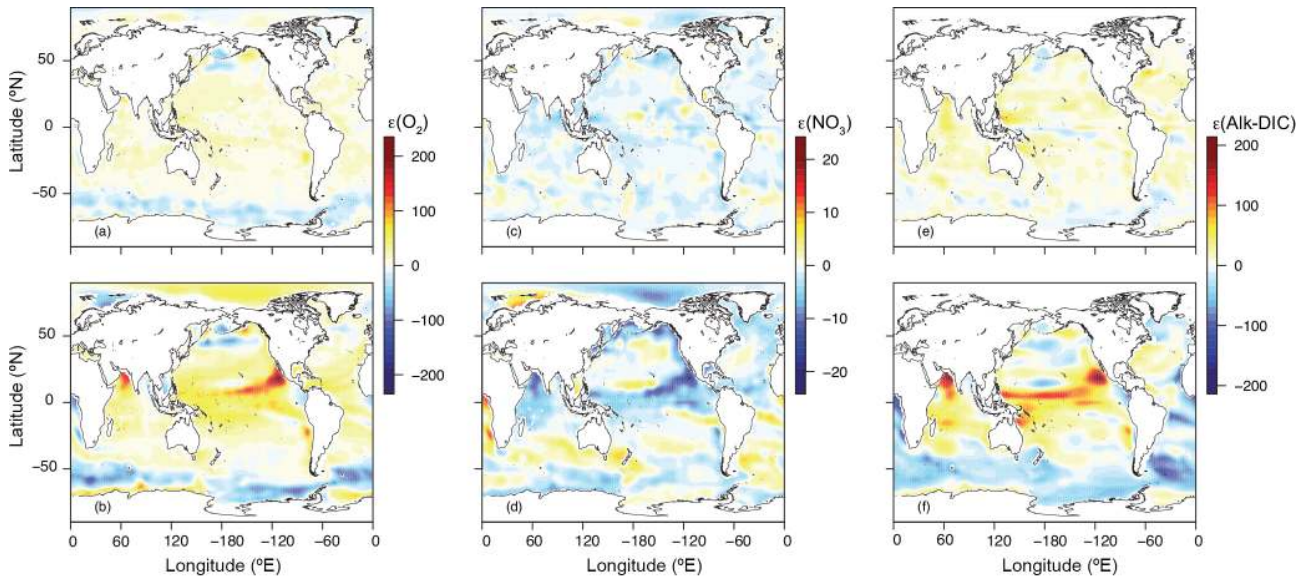 Latitude (ºN)
50
0
−50
(a)
(c)
(e)
ε(O₂)
200
100
0
−100
−200
ε(NO₃)
20
10
0
−10
−20
ε(Alk-DIC)
200
100
0
−100
−200
Latitude (ºN)
50
0
−50
(b)
(d)
(f)
0 60 120 −180 −120 −60 0
0 60 120 −180 −120 −60 0
0 60 120 −180 −120 −60 0
Longitude (ºE)
Longitude (ºE)
Longitude (ºE)